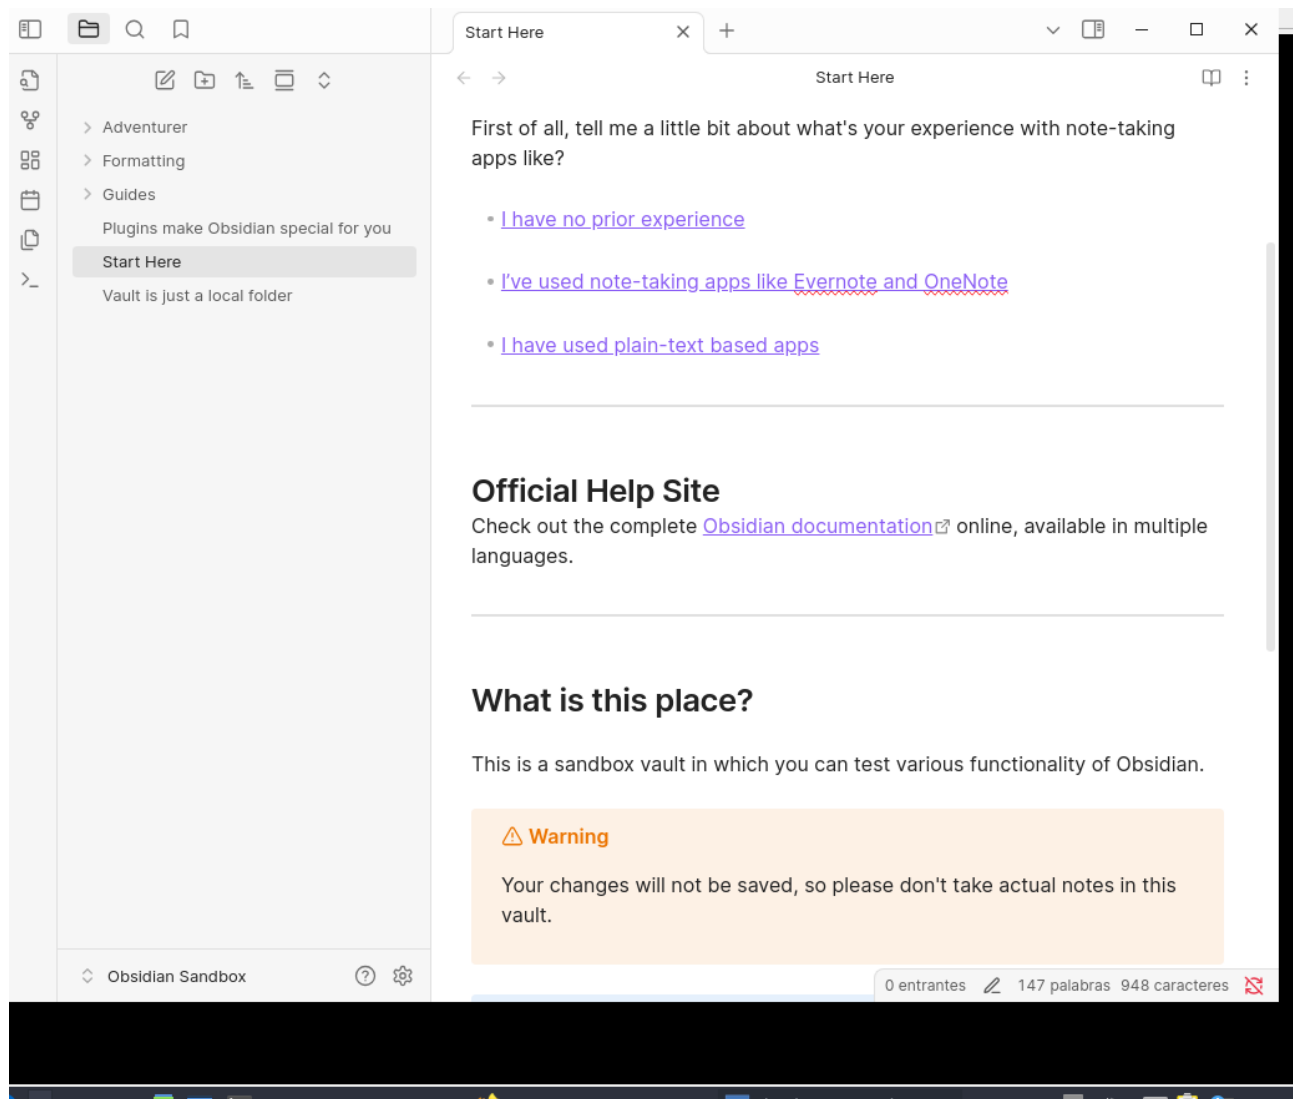 Start Here
Start Here
Adventurer
Formatting
Guides
Plugins make Obsidian special for you
Start Here
Vault is just a local folder
First of all, tell me a little bit about what's your experience with note-taking
apps like?
I have no prior experience
I’ve used note-taking apps like Evernote and OneNote
I have used plain-text based apps
Official Help Site
Check out the complete Obsidian documentation online, available in multiple
languages.
What is this place?
This is a sandbox vault in which you can test various functionality of Obsidian.
Warning
Your changes will not be saved, so please don't take actual notes in this
vault.
Obsidian Sandbox
0 entrantes 147 palabras 948 caracteres